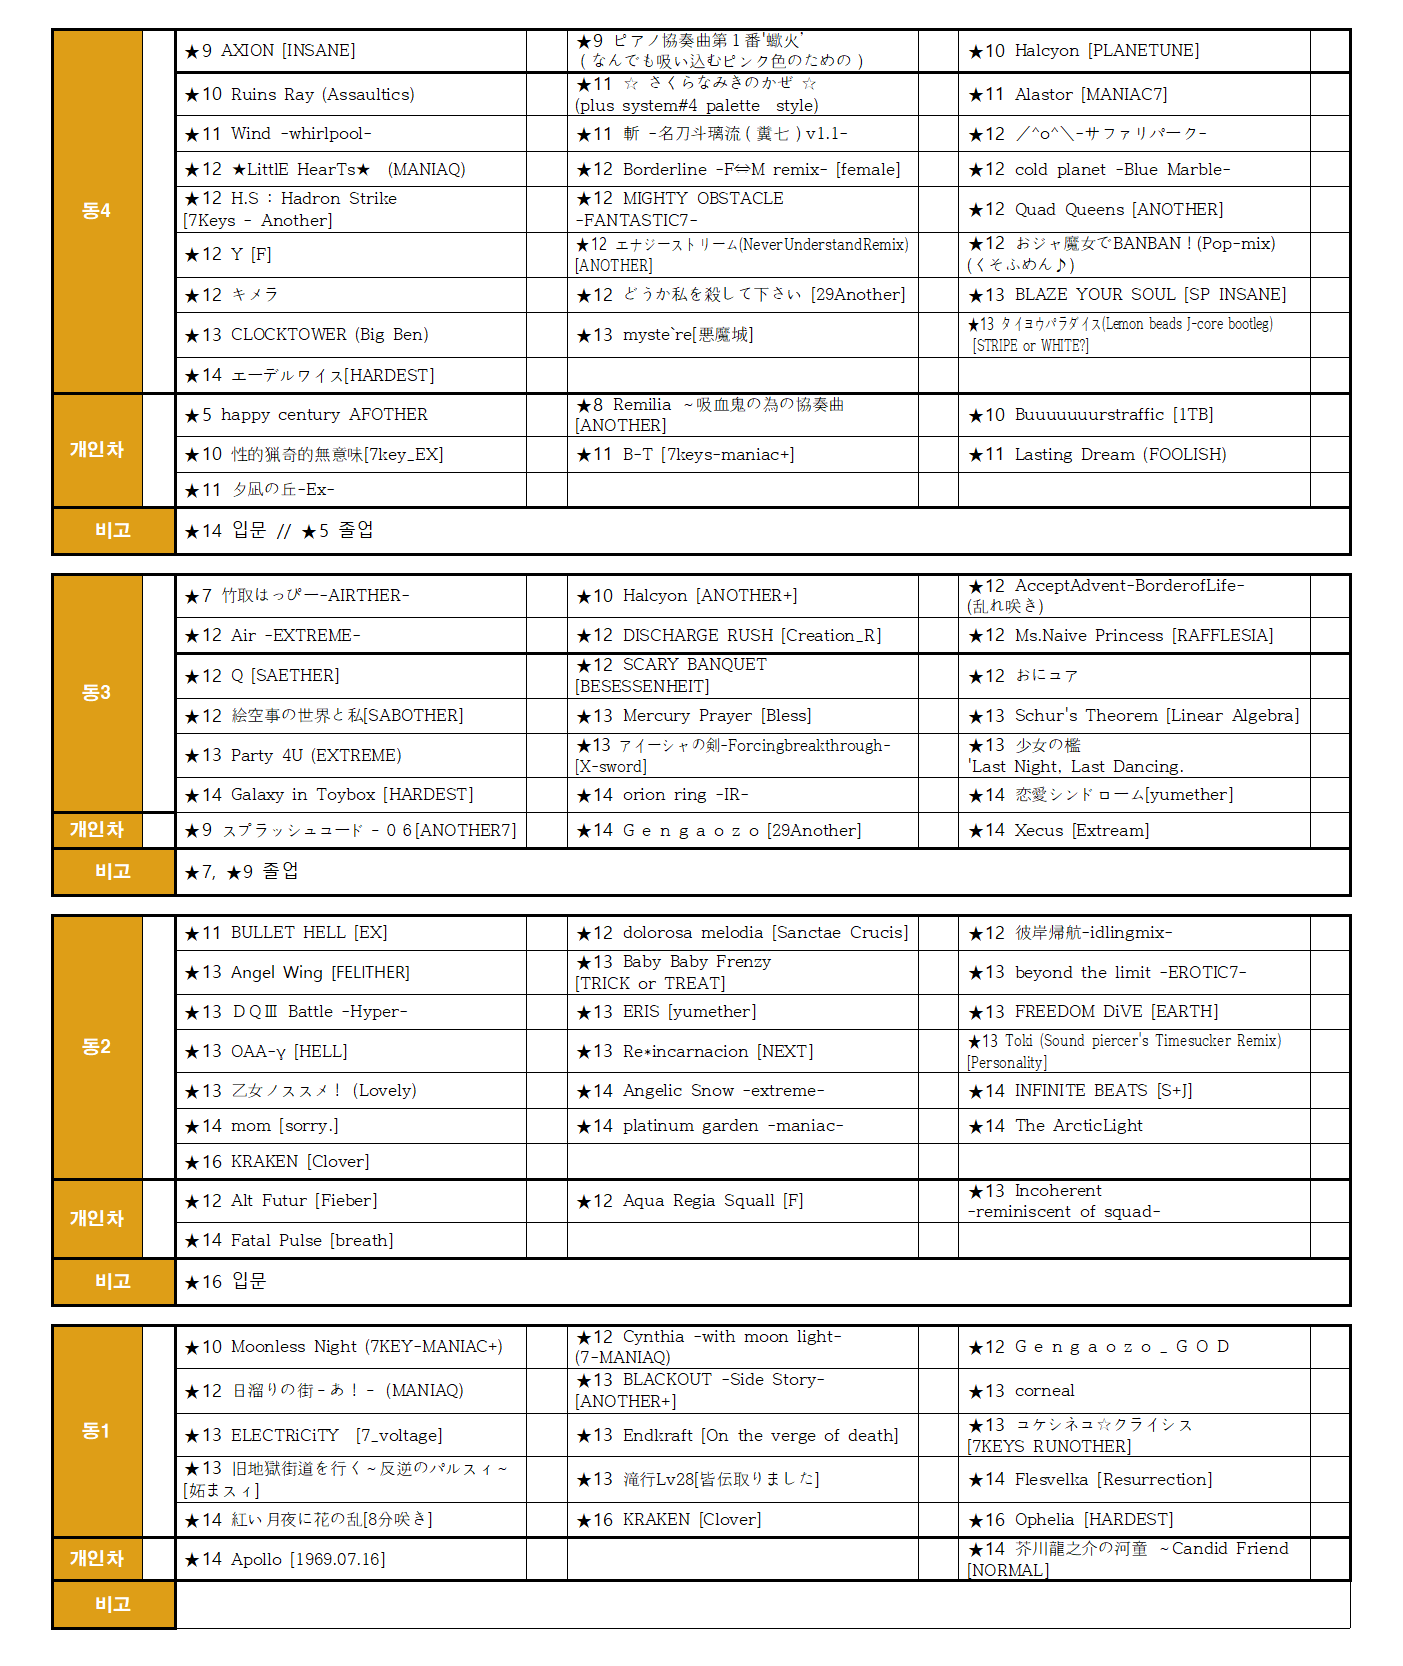 동4
★9 AXION [INSANE]
★9 ピアノ協奏曲第１番'蠍火’
(なんでも吸い込むピンク色のための)
★10 Halcyon [PLANETUNE]
★10 Ruins Ray (Assaultics)
★11 ☆ さくらなみきのかぜ ☆
(plus system#4 palette style)
★11 Alastor [MANIAC7]
★11 Wind -whirlpool-
★11 斬 -名刀斗璃流(糞七)v1.1-
★12 ／^o^＼-サファリパーク-
★12 ★LittlE HearTs★ (MANIAQ)
★12 Borderline -F⇔M remix- [female]
★12 cold planet -Blue Marble-
★12 H.S : Hadron Strike
[7Keys - Another]
★12 MIGHTY OBSTACLE
-FANTASTIC7-
★12 Quad Queens [ANOTHER]
★12 Y [F]
★12 エナジーストリーム(NeverUnderstandRemix)
[ANOTHER]
★12 おジャ魔女でBANBAN！(Pop-mix)
(くそふめん♪)
★12 キメラ
★12 どうか私を殺して下さい [29Another]
★13 BLAZE YOUR SOUL [SP INSANE]
★13 CLOCKTOWER (Big Ben)
★13 myste`re[悪魔城]
★13 タイヨウパラダイス(Lemon beads J-core bootleg)
[STRIPE or WHITE?]
★14 エーデルワイス[HARDEST]
개인차
★5 happy century AFOTHER
★8 Remilia ～吸血鬼の為の協奏曲
[ANOTHER]
★10 Buuuuuuurstraffic [1TB]
★10 性的猟奇的無意味[7key_EX]
★11 B-T [7keys-maniac+]
★11 Lasting Dream (FOOLISH)
★11 夕凪の丘-Ex-
비고
★14 입문 // ★5 졸업
동3
★7 竹取はっぴー-AIRTHER-
★10 Halcyon [ANOTHER+]
★12 AcceptAdvent-BorderofLife-
(乱れ咲き)
★12 Air -EXTREME-
★12 DISCHARGE RUSH [Creation_R]
★12 Ms.Naive Princess [RAFFLESIA]
★12 Q [SAETHER]
★12 SCARY BANQUET
[BESESSENHEIT]
★12 おにュア
★12 絵空事の世界と私[SABOTHER]
★13 Mercury Prayer [Bless]
★13 Schur's Theorem [Linear Algebra]
★13 Party 4U (EXTREME)
★13 アイーシャの剣-Forcingbreakthrough-
[X-sword]
★13 少女の檻
'Last Night, Last Dancing.
★14 Galaxy in Toybox [HARDEST]
★14 orion ring -IR-
★14 恋愛シンドローム[yumether]
개인차
★9 スプラッシュコード－０６[ANOTHER7]
★14 Ｇｅｎｇａｏｚｏ [29Another]
★14 Xecus [Extream]
비고
★7, ★9 졸업
동2
★11 BULLET HELL [EX]
★12 dolorosa melodia [Sanctae Crucis]
★12 彼岸帰航-idlingmix-
★13 Angel Wing [FELITHER]
★13 Baby Baby Frenzy
[TRICK or TREAT]
★13 beyond the limit -EROTIC7-
★13 ＤＱⅢ Battle -Hyper-
★13 ERIS [yumether]
★13 FREEDOM DiVE [EARTH]
★13 OAA-γ [HELL]
★13 Re*incarnacion [NEXT]
★13 Toki (Sound piercer's Timesucker Remix)
[Personality]
★13 乙女ノススメ！ (Lovely)
★14 Angelic Snow -extreme-
★14 INFINITE BEATS [S+J]
★14 mom [sorry.]
★14 platinum garden -maniac-
★14 The ArcticLight
★16 KRAKEN [Clover]
개인차
★12 Alt Futur [Fieber]
★12 Aqua Regia Squall [F]
★13 Incoherent
-reminiscent of squad-
★14 Fatal Pulse [breath]
비고
★16 입문
동1
★10 Moonless Night (7KEY-MANIAC+)
★12 Cynthia -with moon light-
(7-MANIAQ)
★12 Ｇｅｎｇａｏｚｏ＿ＧＯＤ
★12 日溜りの街－あ！－ (MANIAQ)
★13 BLACKOUT -Side Story-
[ANOTHER+]
★13 corneal
★13 ELECTRiCiTY [7_voltage]
★13 Endkraft [On the verge of death]
★13 ユケシネユ☆クライシス
[7KEYS RUNOTHER]
★13 旧地獄街道を行く～反逆のパルスィ～
[妬まスィ]
★13 滝行Lv28[皆伝取りました]
★14 Flesvelka [Resurrection]
★14 紅い月夜に花の乱[8分咲き]
★16 KRAKEN [Clover]
★16 Ophelia [HARDEST]
개인차
★14 Apollo [1969.07.16]
★14 芥川龍之介の河童 ～Candid Friend
[NORMAL]
비고